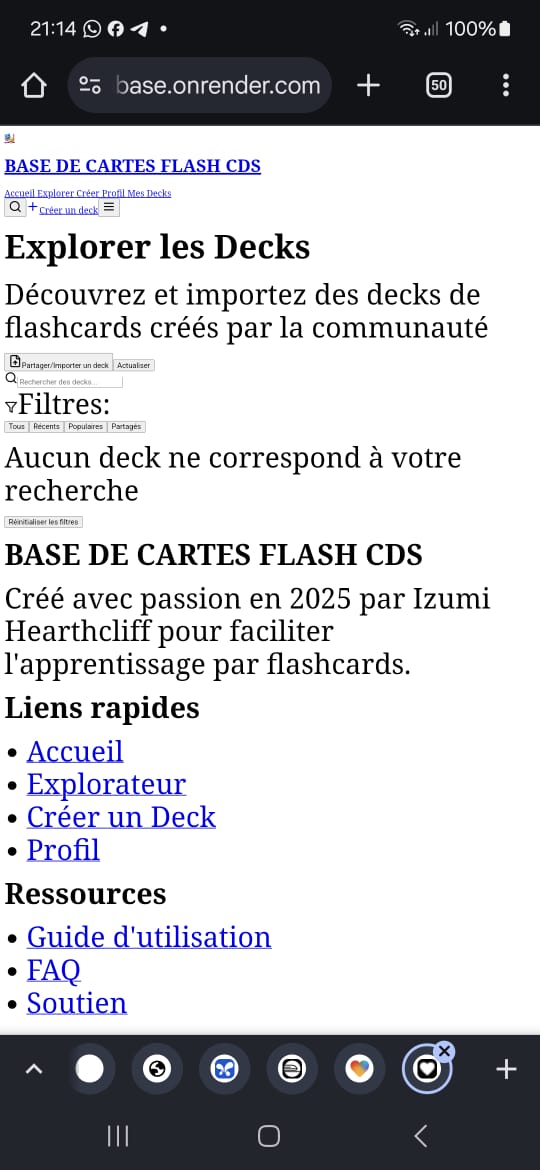 21:14
100%
base.onrender.com
50
BASE DE CARTES FLASH CDS
Accueil Explorer Créer Profil Mes Decks
Créer un deck
Explorer les Decks
Découvrez et importez des decks de
flashcards créés par la communauté
Partager/Importer un deck Actualiser
Rechercher des decks...
Filtres:
Tous Récents Populaires Partagés
Aucun deck ne correspond à votre
recherche
Réinitialiser les filtres
BASE DE CARTES FLASH CDS
Créé avec passion en 2025 par Izumi
Hearthcliff pour faciliter
l'apprentissage par flashcards.
Liens rapides
• Accueil
• Explorateur
• Créer un Deck
• Profil
Ressources
• Guide d'utilisation
• FAQ
• Soutien